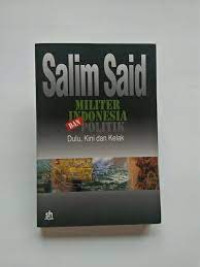 Salim Said
MILITER
INDONESIA
DAN POLITIK
Dulu, Kini dan Kelak